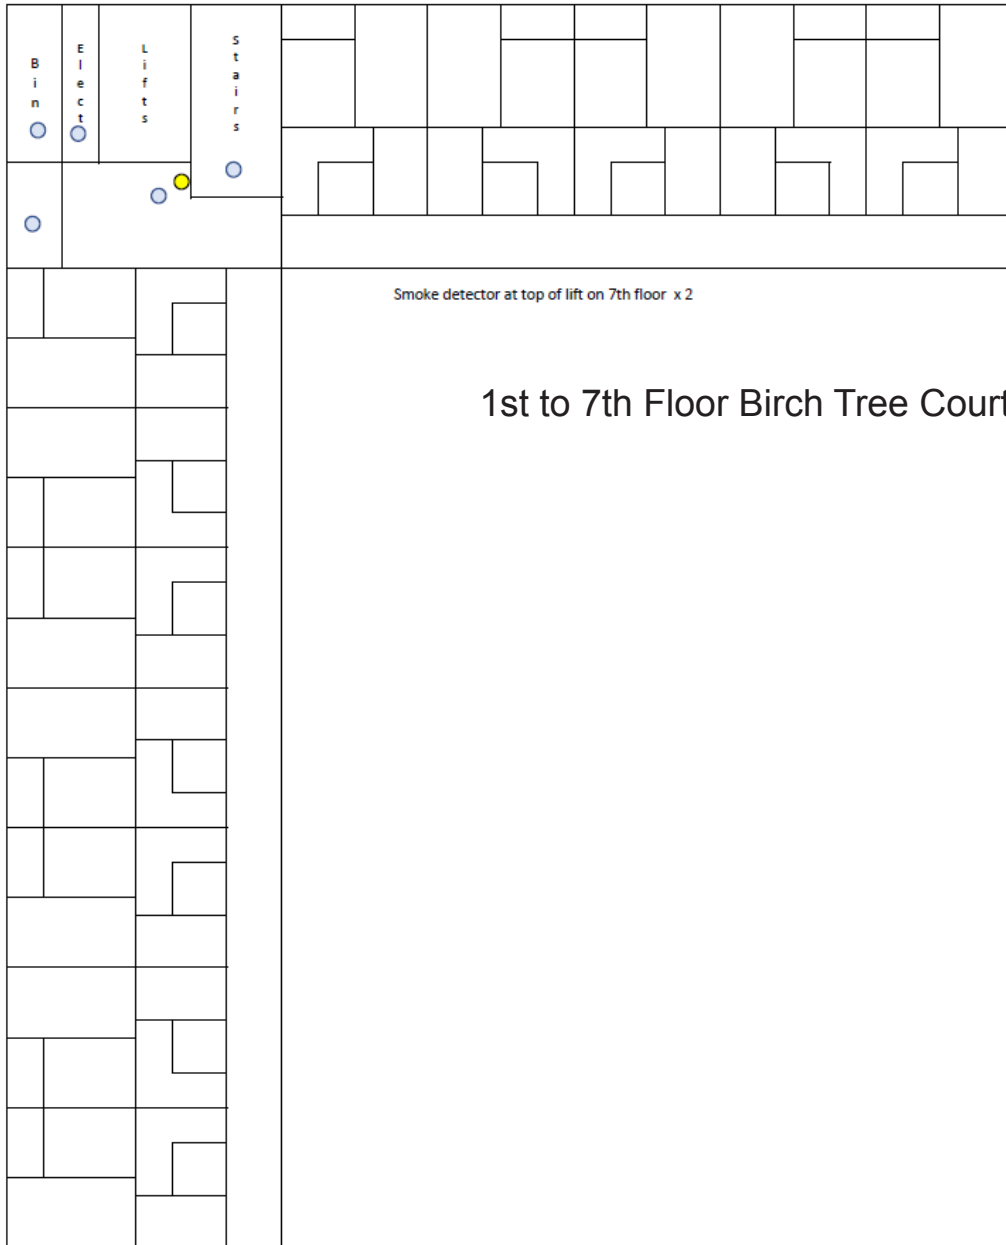 Bin
Elect
Lifts
Stairs
Smoke detector at top of lift on 7th floor  x 2
1st to 7th Floor Birch Tree Court